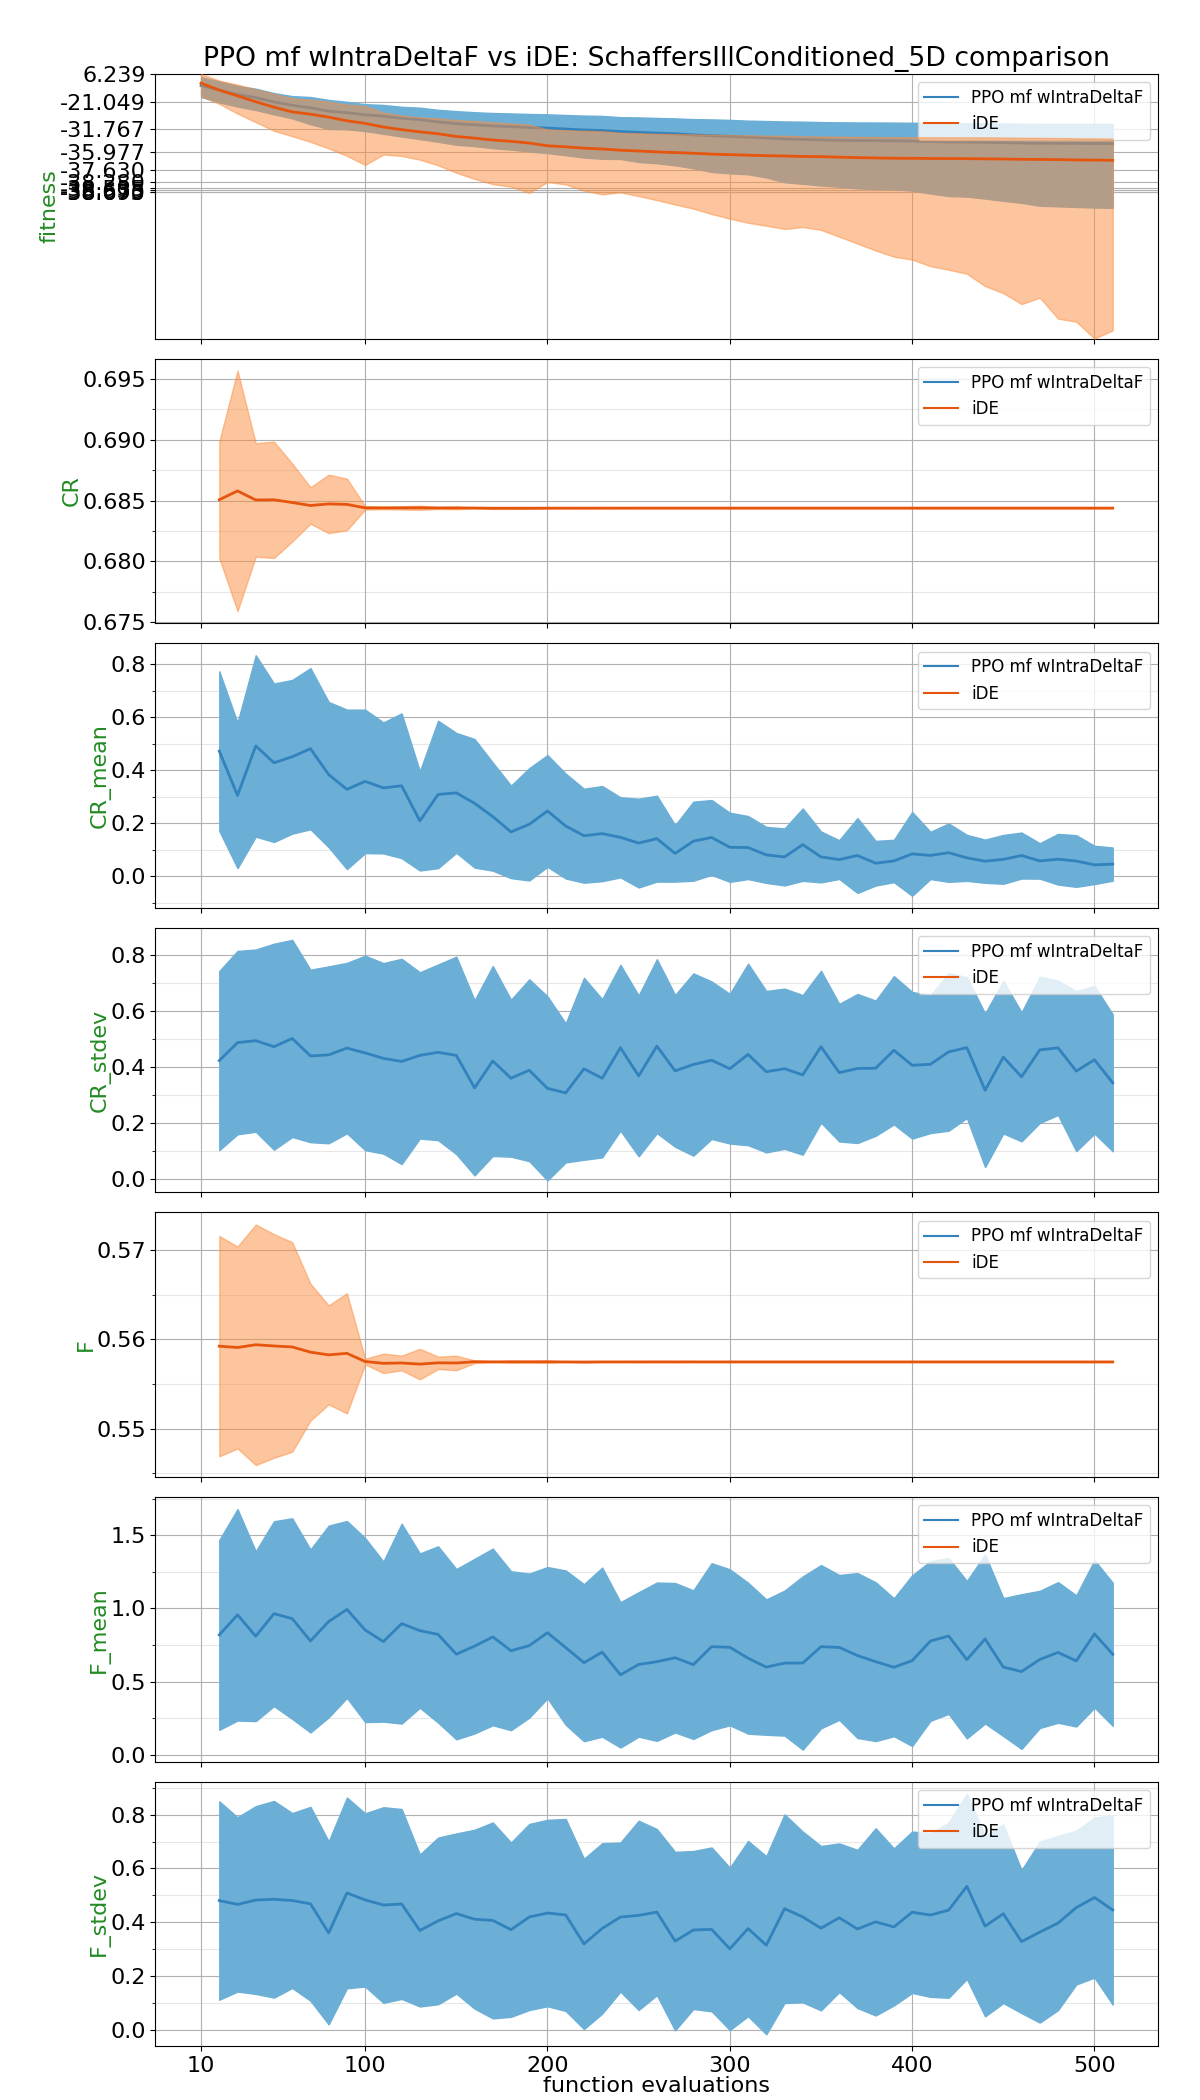 PPO mf wIntraDeltaF vs iDE: SchaffersIllConditioned_5D comparison
6.239
-21.049
-31.767
-35.977
-37.630
fitness
PPO mf wIntraDeltaF
iDE
0.695
0.690
0.685
0.680
0.675
CR
PPO mf wIntraDeltaF
iDE
0.8
0.6
0.4
0.2
0.0
CR_mean
PPO mf wIntraDeltaF
iDE
0.8
0.6
0.4
0.2
0.0
CR_stdev
PPO mf wIntraDeltaF
iDE
0.57
0.56
0.55
F
PPO mf wIntraDeltaF
iDE
1.5
1.0
0.5
0.0
F_mean
PPO mf wIntraDeltaF
iDE
0.8
0.6
0.4
0.2
0.0
F_stdev
PPO mf wIntraDeltaF
iDE
10 100 200 300 400 500
function evaluations